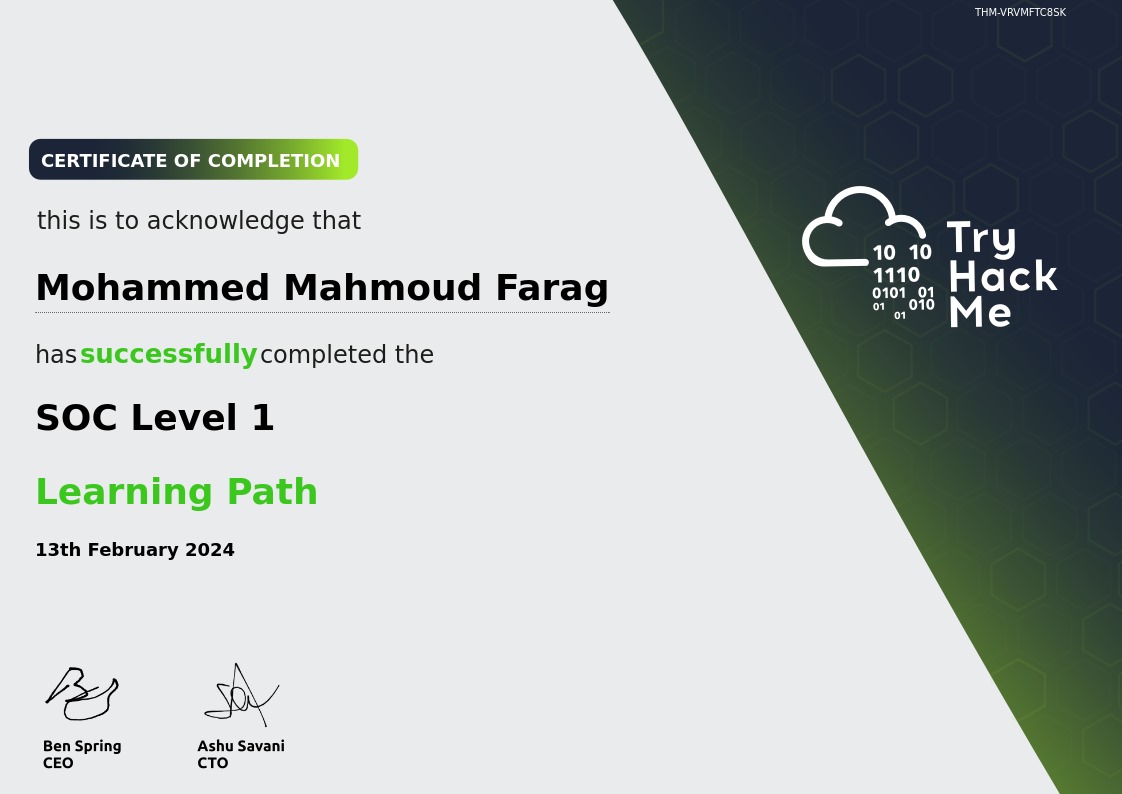 THM-VRVMFTC8SK
CERTIFICATE OF COMPLETION
this is to acknowledge that
Mohammed Mahmoud Farag
has successfully completed the
SOC Level 1
Learning Path
13th February 2024
10 10
1110
0101 01
01 010
01
Try
Hack
Me
Ben Spring
CEO
Ashu Savani
CTO